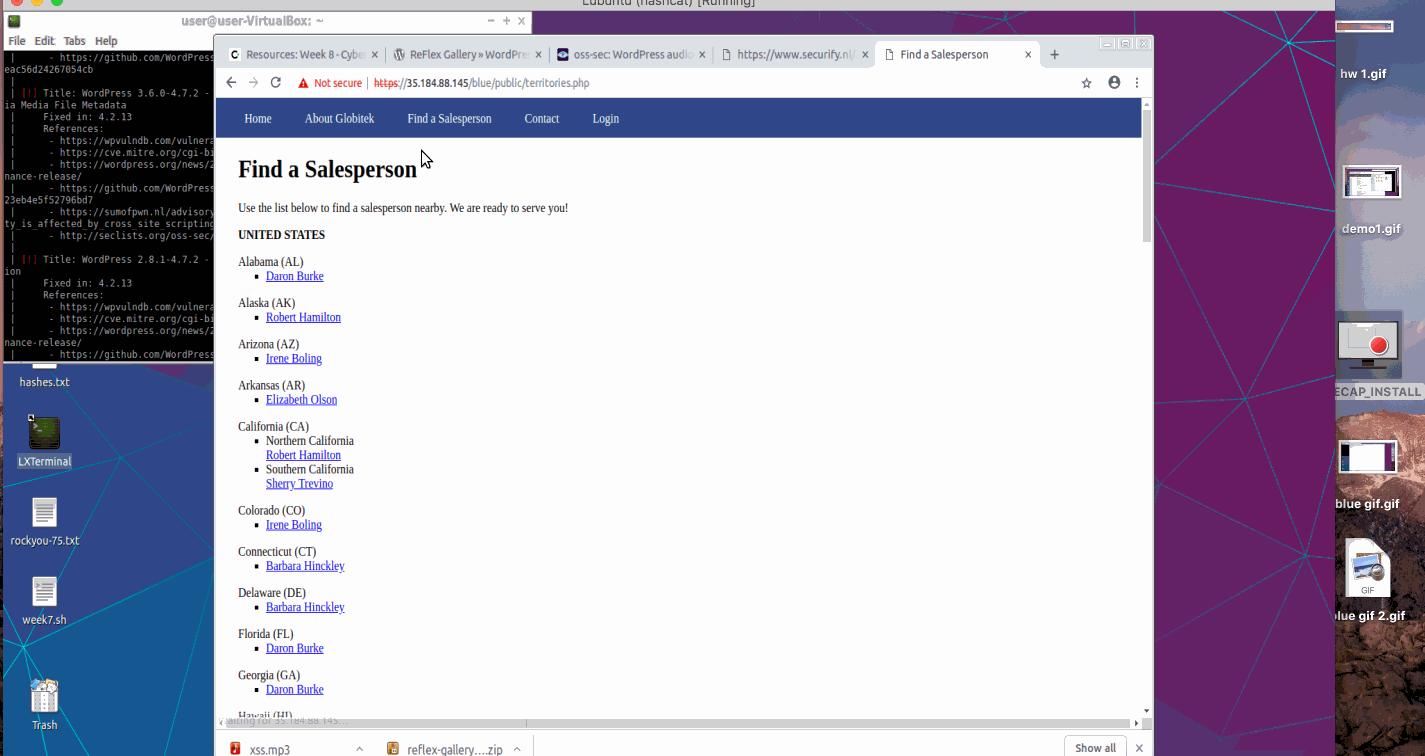 Lubuntu (hashcat) [Running]
user@user-VirtualBox: ~
File Edit Tabs Help
| - https://github.com/WordPress
eac56d24267054cb
|
| [!] Title: WordPress 3.6.0-4.7.2 -
ia Media File Metadata
| Fixed in: 4.2.13
| References:
| - https://wpvulndb.com/vulnera
| - https://cve.mitre.org/cgi-bi
| - https://wordpress.org/news/2
nance-release/
| - https://github.com/WordPress
23eb4e5f52796bd7
| - https://sumofpwn.nl/advisory
ty_is_affected_by_cross_site_scripting
| - http://seclists.org/oss-sec/
|
| [!] Title: WordPress 2.8.1-4.7.2 -
ion
| Fixed in: 4.2.13
| References:
| - https://wpvulndb.com/vulnera
| - https://cve.mitre.org/cgi-bi
| - https://wordpress.org/news/2
nance-release/
| - https://github.com/WordPress
hashes.txt
LXTerminal
rockyou-75.txt
week7.sh
Trash
Resources: Week 8 - Cybe
ReFlex Gallery » WordPre
oss-sec: WordPress audio
https://www.securify.nl/
Find a Salesperson
Not secure | https://35.184.88.145/blue/public/territories.php
Home About Globitek Find a Salesperson Contact Login
Find a Salesperson
Use the list below to find a salesperson nearby. We are ready to serve you!
UNITED STATES
Alabama (AL)
Daron Burke
Alaska (AK)
Robert Hamilton
Arizona (AZ)
Irene Boling
Arkansas (AR)
Elizabeth Olson
California (CA)
Northern California
Robert Hamilton
Southern California
Sherry Trevino
Colorado (CO)
Irene Boling
Connecticut (CT)
Barbara Hinckley
Delaware (DE)
Barbara Hinckley
Florida (FL)
Daron Burke
Georgia (GA)
Daron Burke
Hawaii (HI)
Waiting for 35.184.88.145...
xss.mp3
reflex-gallery....zip
Show all
hw 1.gif
demo1.gif
ECAP_INSTALL
blue gif.gif
GIF
blue gif 2.gif